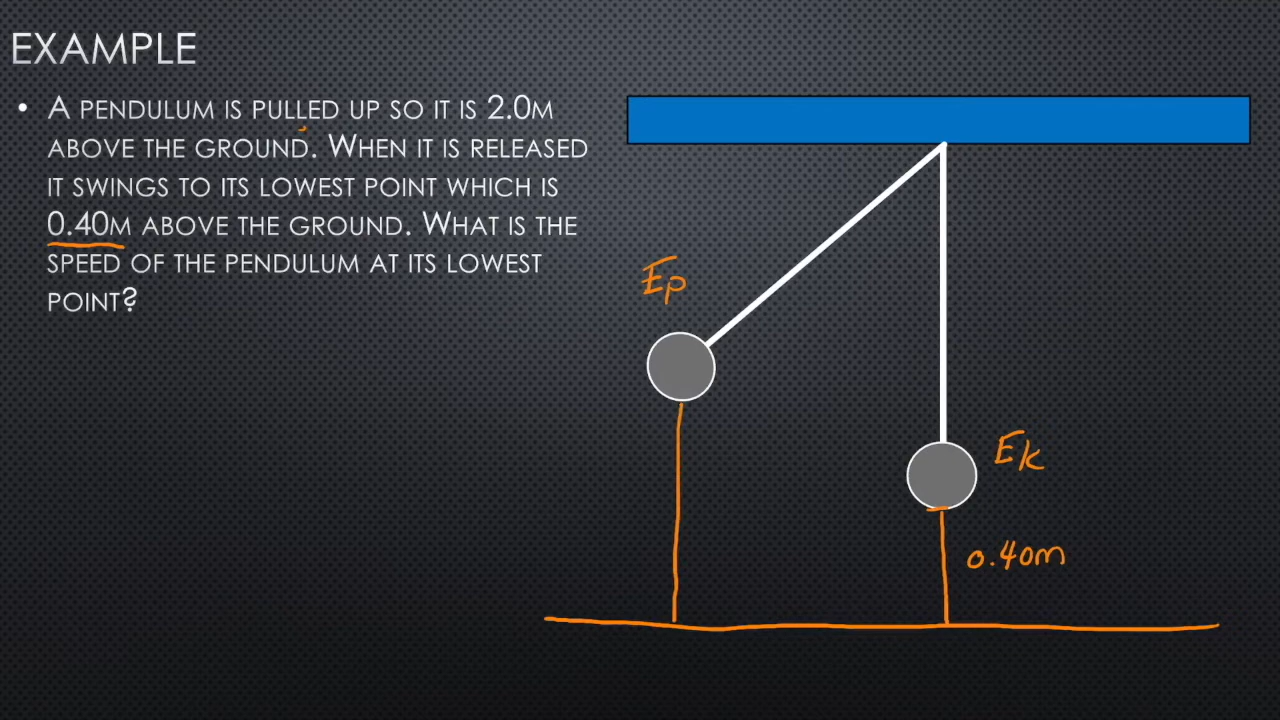 EXAMPLE
• A PENDULUM IS PULLED UP SO IT IS 2.0M
ABOVE THE GROUND. WHEN IT IS RELEASED
IT SWINGS TO ITS LOWEST POINT WHICH IS
0.40M ABOVE THE GROUND. WHAT IS THE
SPEED OF THE PENDULUM AT ITS LOWEST
POINT?
Ep
Ek
0.40m